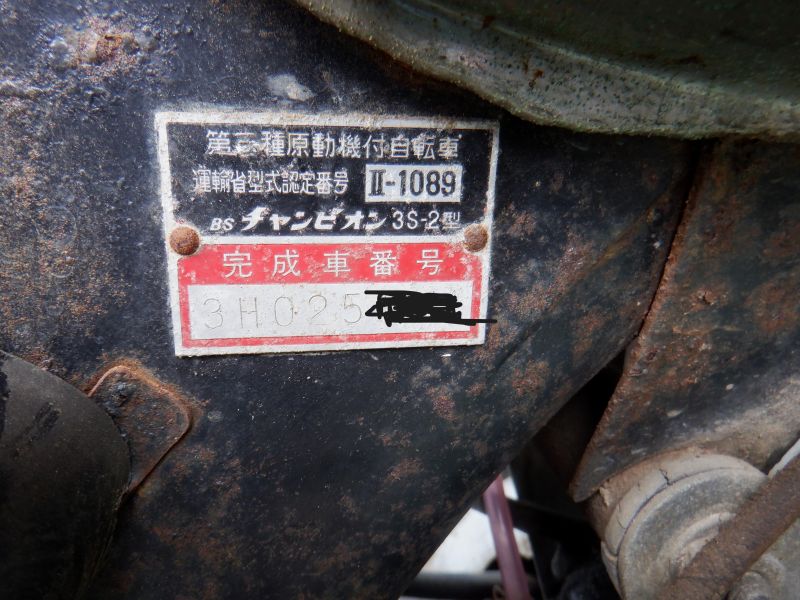 第二種原動機付自転車
運輸省型式認定番号 II-1089
BS チャンピオン 3S-2型
完成車番号
3H025